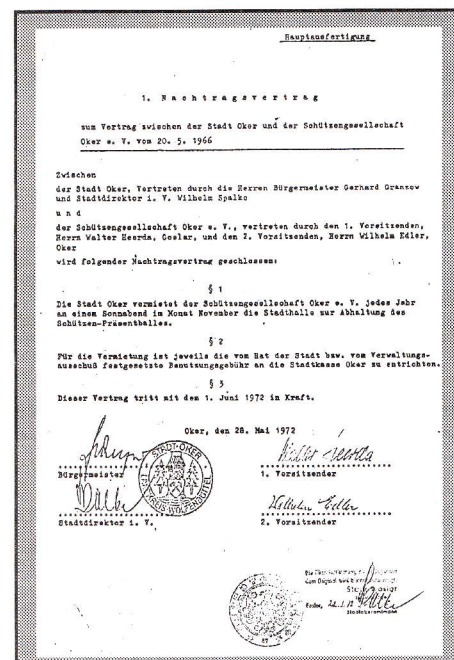 Hauptausfertigung
1. Nachtragsvertrag
zum Vertrag zwischen der Stadt Oker und der Schützengesellschaft
Oker e. V. vom 20. 5. 1966
Zwischen
der Stadt Oker, Vertreten durch die Herren Bürgermeister Gerhard Granzow
und Stadtdirektor i. V. Wilhelm Spalko
und
der Schützengesellschaft Oker e. V., vertreten durch den 1. Vorsitzenden,
Herrn Walter Heerda, Goslar, und den 2. Vorsitzenden, Herrn Wilhelm Edler,
Oker
wird folgender Nachtragsvertrag geschlossen:
§ 1
Die Stadt Oker vermietet der Schützengesellschaft Oker e. V. jedes Jahr
an einem Sonnabend im Monat November die Stadthalle zur Abhaltung des
Schützen-Präsentballes.
§ 2
Für die Vermietung ist jeweils die vom Rat der Stadt bzw. vom Verwaltungs-
ausschuß festgesetzte Benutzungsgebühr an die Stadtkasse Oker zu entrichten.
§ 3
Dieser Vertrag tritt mit dem 1. Juni 1972 in Kraft.
Oker, den 28. Mai 1972
Walter Heerda
Bürgermeister
1. Vorsitzender
STADT OKER
KREIS WOLFENBÜTTEL
Wilhelm Edler
Stadtdirektor i. V.
2. Vorsitzender